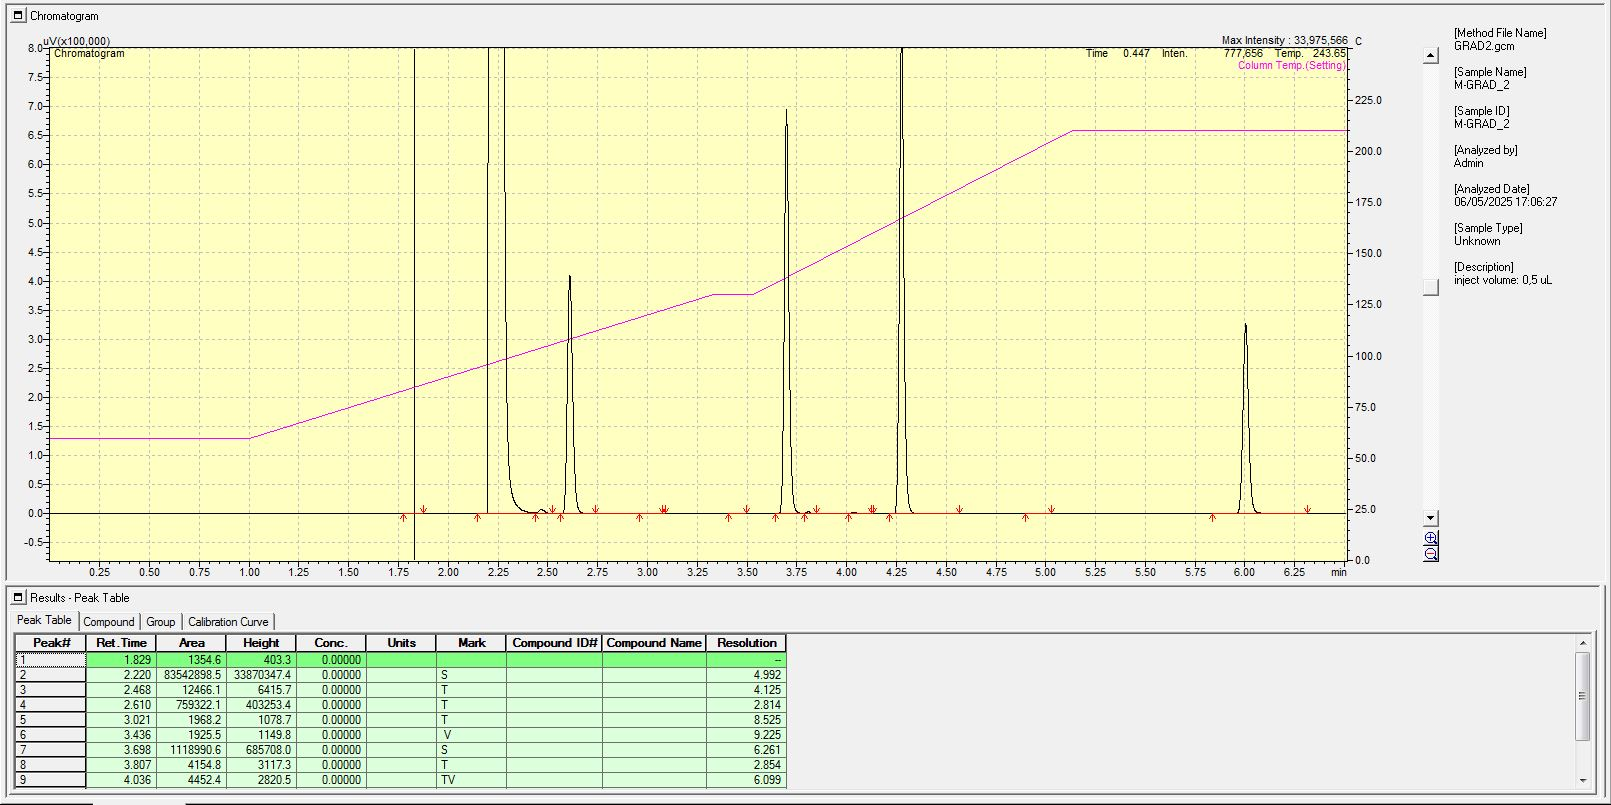 Chromatogram
uV(x100,000)
Max Intensity : 33,975,566 C
Chromatogram
Time 0.447 Inten. 777,656 Temp. 243.65
Column Temp.(Setting)
8.0
7.5
7.0
6.5
6.0
5.5
5.0
4.5
4.0
3.5
3.0
2.5
2.0
1.5
1.0
0.5
0.0
-0.5
225.0
200.0
175.0
150.0
125.0
100.0
75.0
50.0
25.0
0.0
0.25 0.50 0.75 1.00 1.25 1.50 1.75 2.00 2.25 2.50 2.75 3.00 3.25 3.50 3.75 4.00 4.25 4.50 4.75 5.00 5.25 5.50 5.75 6.00 6.25 min
[Method File Name]
GRAD2.gcm
[Sample Name]
M-GRAD_2
[Sample ID]
M-GRAD_2
[Analyzed by]
Admin
[Analyzed Date]
06/05/2025 17:06:27
[Sample Type]
Unknown
[Description]
inject volume: 0,5 uL
Results - Peak Table
Peak Table Compound Group Calibration Curve
Peak# Ret. Time Area Height Conc. Units Mark Compound ID# Compound Name Resolution
1 1.829 1354.6 403.3 0.00000 --
2 2.220 83542898.5 33870347.4 0.00000 S 4.992
3 2.468 12466.1 6415.7 0.00000 T 4.125
4 2.610 759322.1 403253.4 0.00000 T 2.814
5 3.021 1968.2 1078.7 0.00000 T 8.525
6 3.436 1925.5 1149.8 0.00000 V 9.225
7 3.698 1118990.6 685708.0 0.00000 S 6.261
8 3.807 4154.8 3117.3 0.00000 T 2.854
9 4.036 4452.4 2820.5 0.00000 TV 6.099